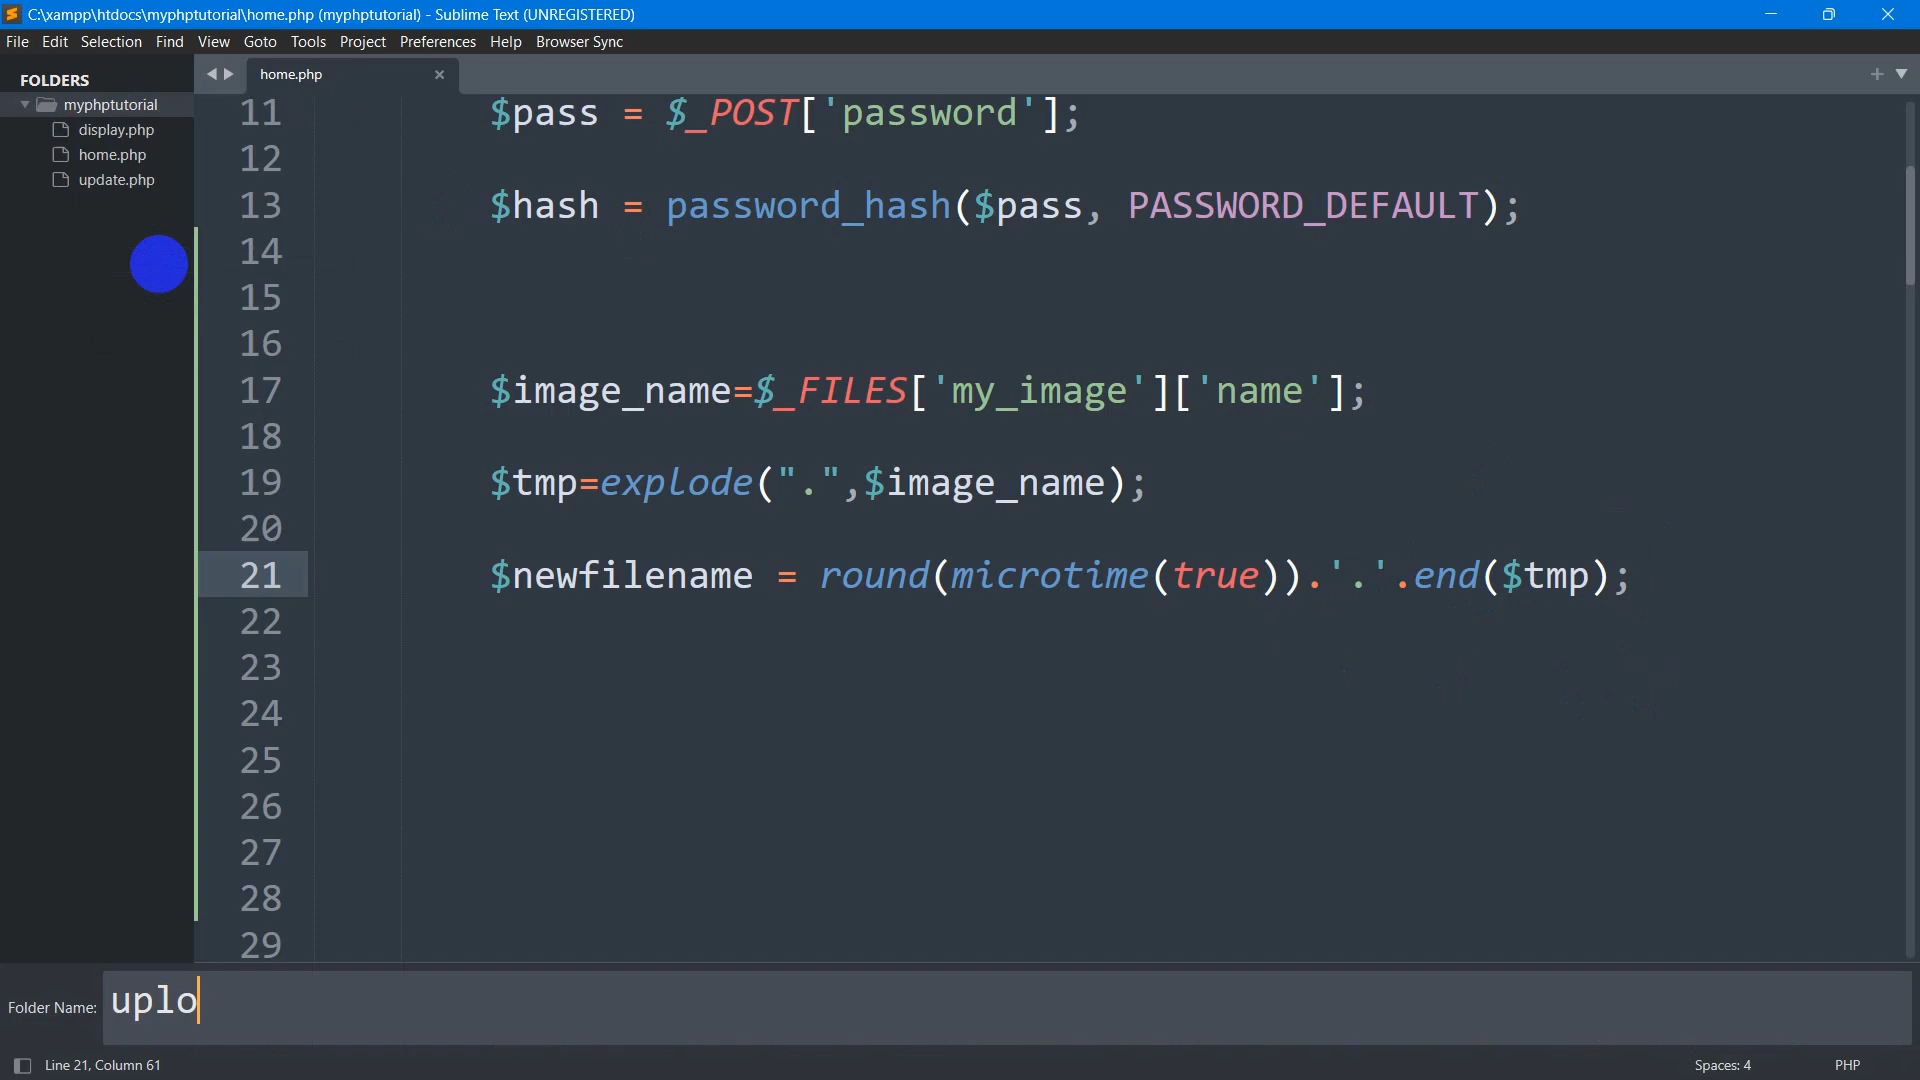 C:\xampp\htdocs\myphptutorial\home.php (myphptutorial) - Sublime Text (UNREGISTERED)
File Edit Selection Find View Goto Tools Project Preferences Help Browser Sync
FOLDERS
myphptutorial
display.php
home.php
update.php
home.php
11 $pass = $_POST['password'];
12
13 $hash = password_hash($pass, PASSWORD_DEFAULT);
14
15
16
17 $image_name=$_FILES['my_image']['name'];
18
19 $tmp=explode(".",$image_name);
20
21 $newfilename = round(microtime(true)).'.'.end($tmp);
22
23
24
25
26
27
28
29
Folder Name: uplo
Line 21, Column 61
Spaces: 4
PHP